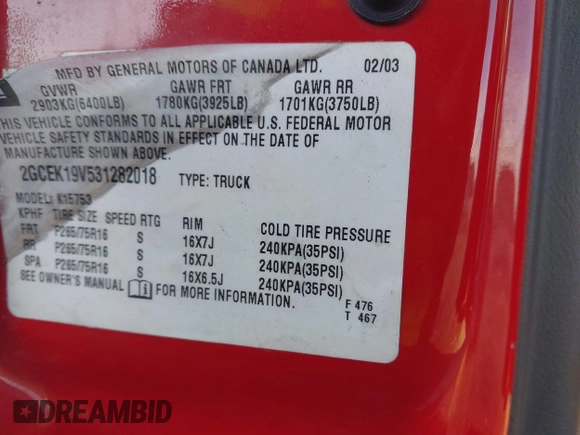 MFD BY GENERAL MOTORS OF CANADA LTD. 02/03
GVWR GAWR FRT GAWR RR
2903KG(6400LB) 1780KG(3925LB) 1701KG(3750LB)
THIS VEHICLE CONFORMS TO ALL APPLICABLE U.S. FEDERAL MOTOR
VEHICLE SAFETY STANDARDS IN EFFECT ON THE DATE OF
MANUFACTURE SHOWN ABOVE.
2GCEK19V531282018 TYPE: TRUCK
MODEL: K15753
KPHF TIRE SIZE SPEED RTG RIM COLD TIRE PRESSURE
FRT P265/75R16 S 16X7J 240KPA(35PSI)
RR P265/75R16 S 16X7J 240KPA(35PSI)
SPA P265/75R16 S 16X6.5J 240KPA(35PSI)
SEE OWNER'S MANUAL FOR MORE INFORMATION.
F 476
T 467
DREAMBID